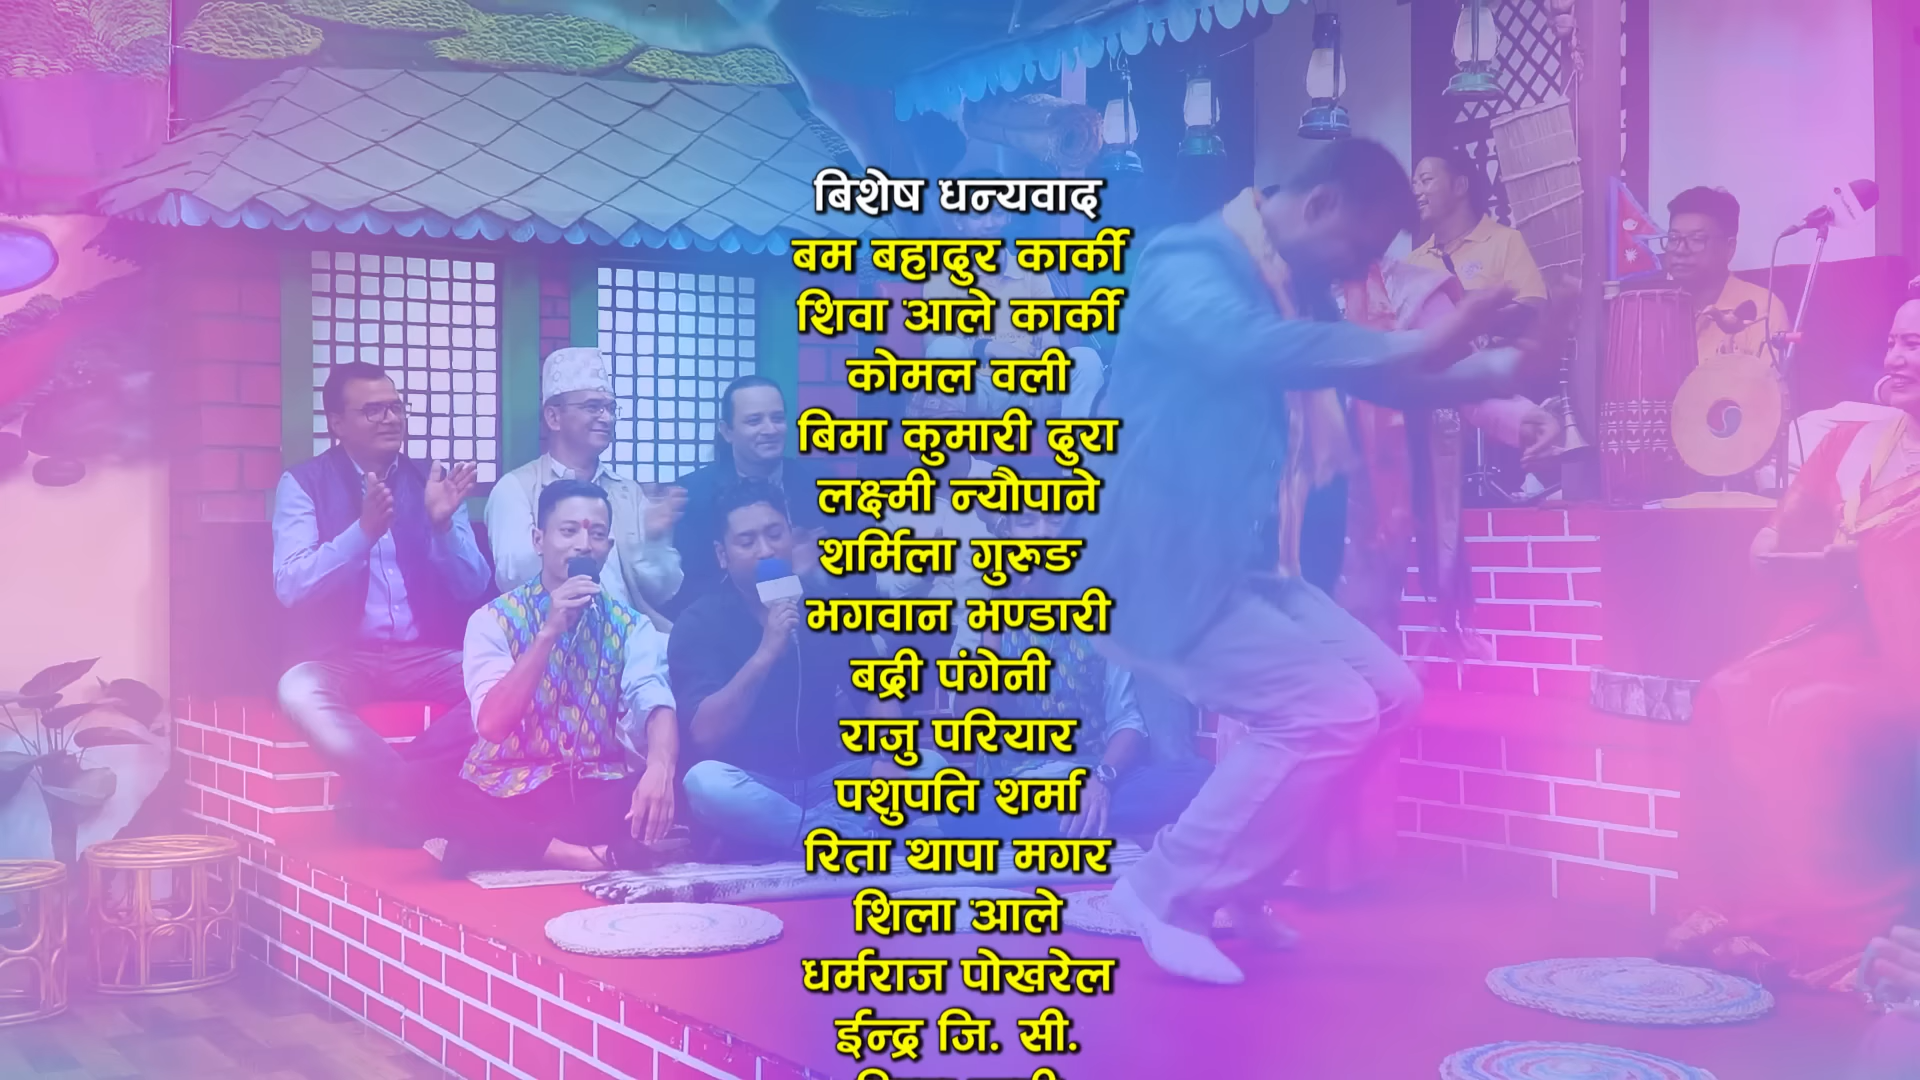 बिशेष धन्यवाद
बम बहादुर कार्की
शिवा आले कार्की
कोमल वली
बिमा कुमारी दुरा
लक्ष्मी न्यौपाने
शर्मिला गुरुङ
भगवान भण्डारी
बद्री पंगेनी
राजु परियार
पशुपति शर्मा
रिता थापा मगर
शिला आले
धर्मराज पोखरेल
ईन्द्र जि. सी.